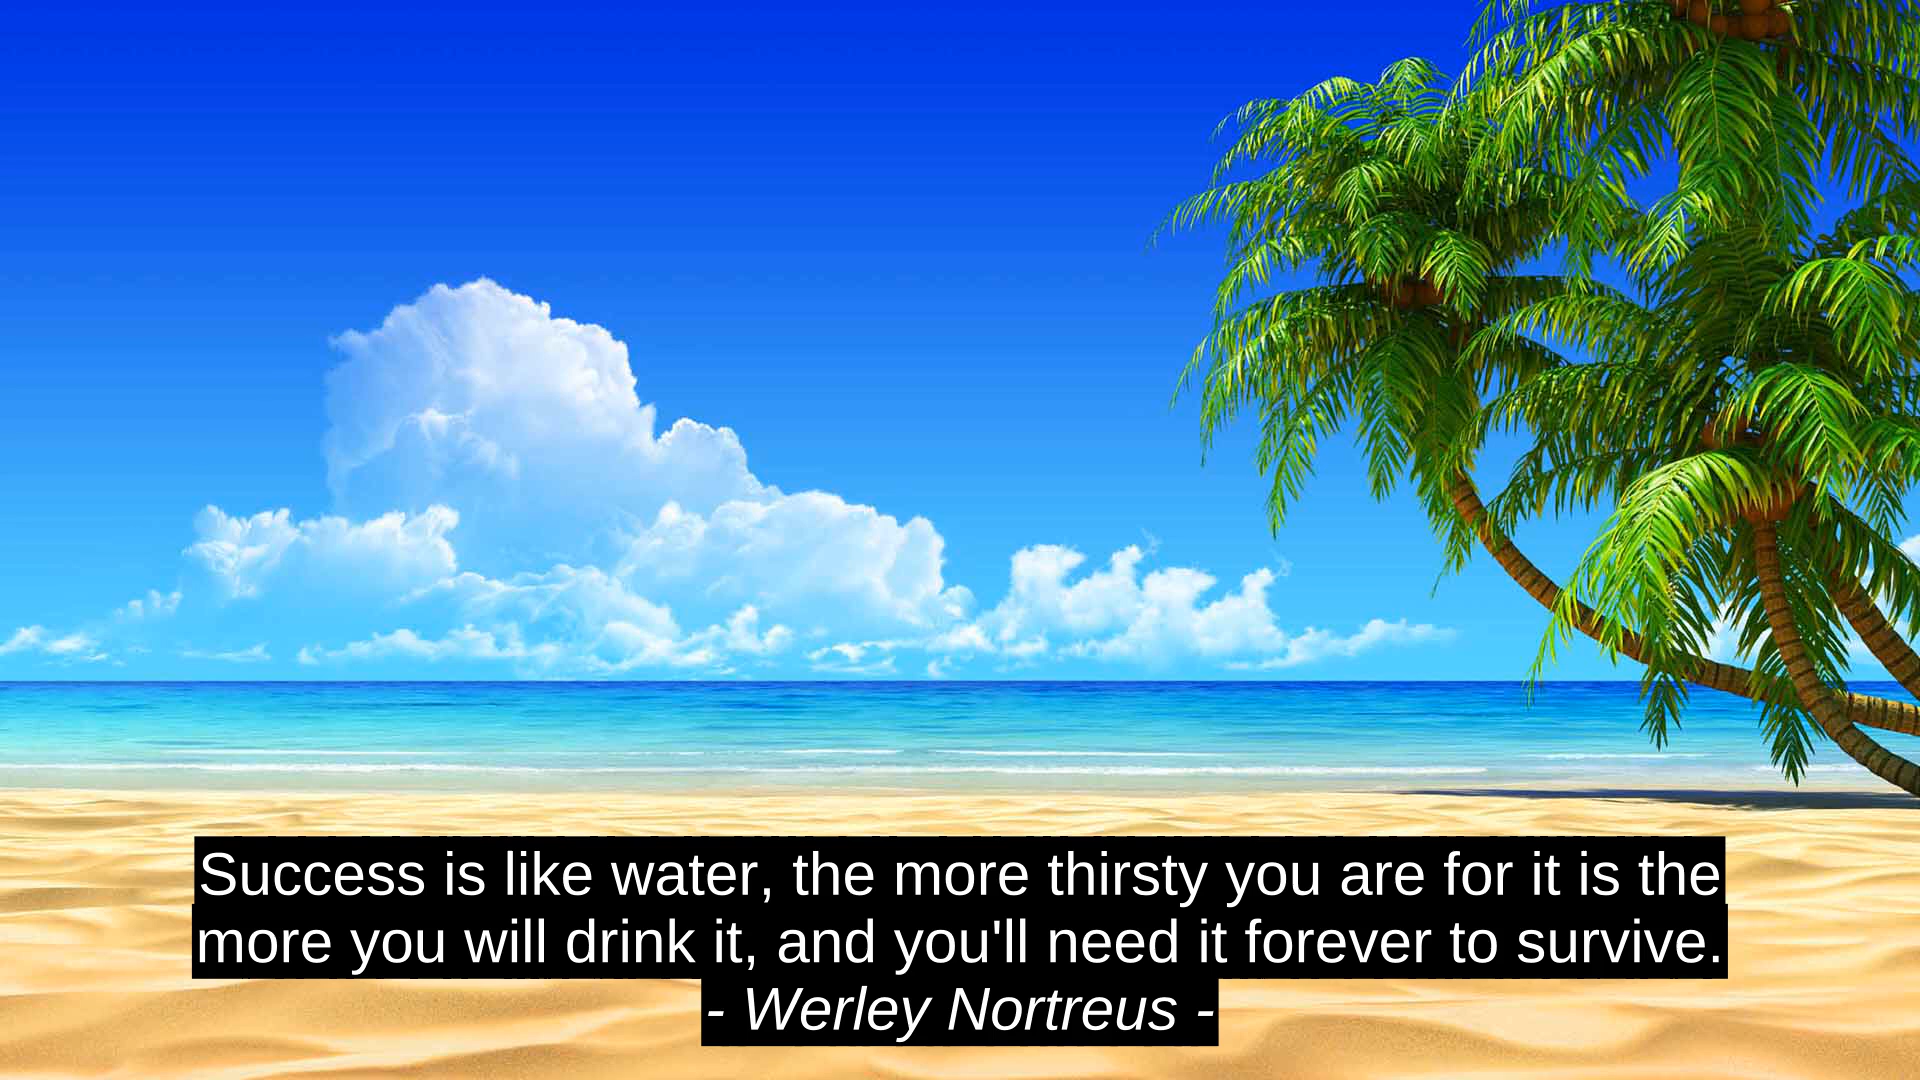 Success is like water, the more thirsty you are for it is the
more you will drink it, and you'll need it forever to survive.
- Werley Nortreus -